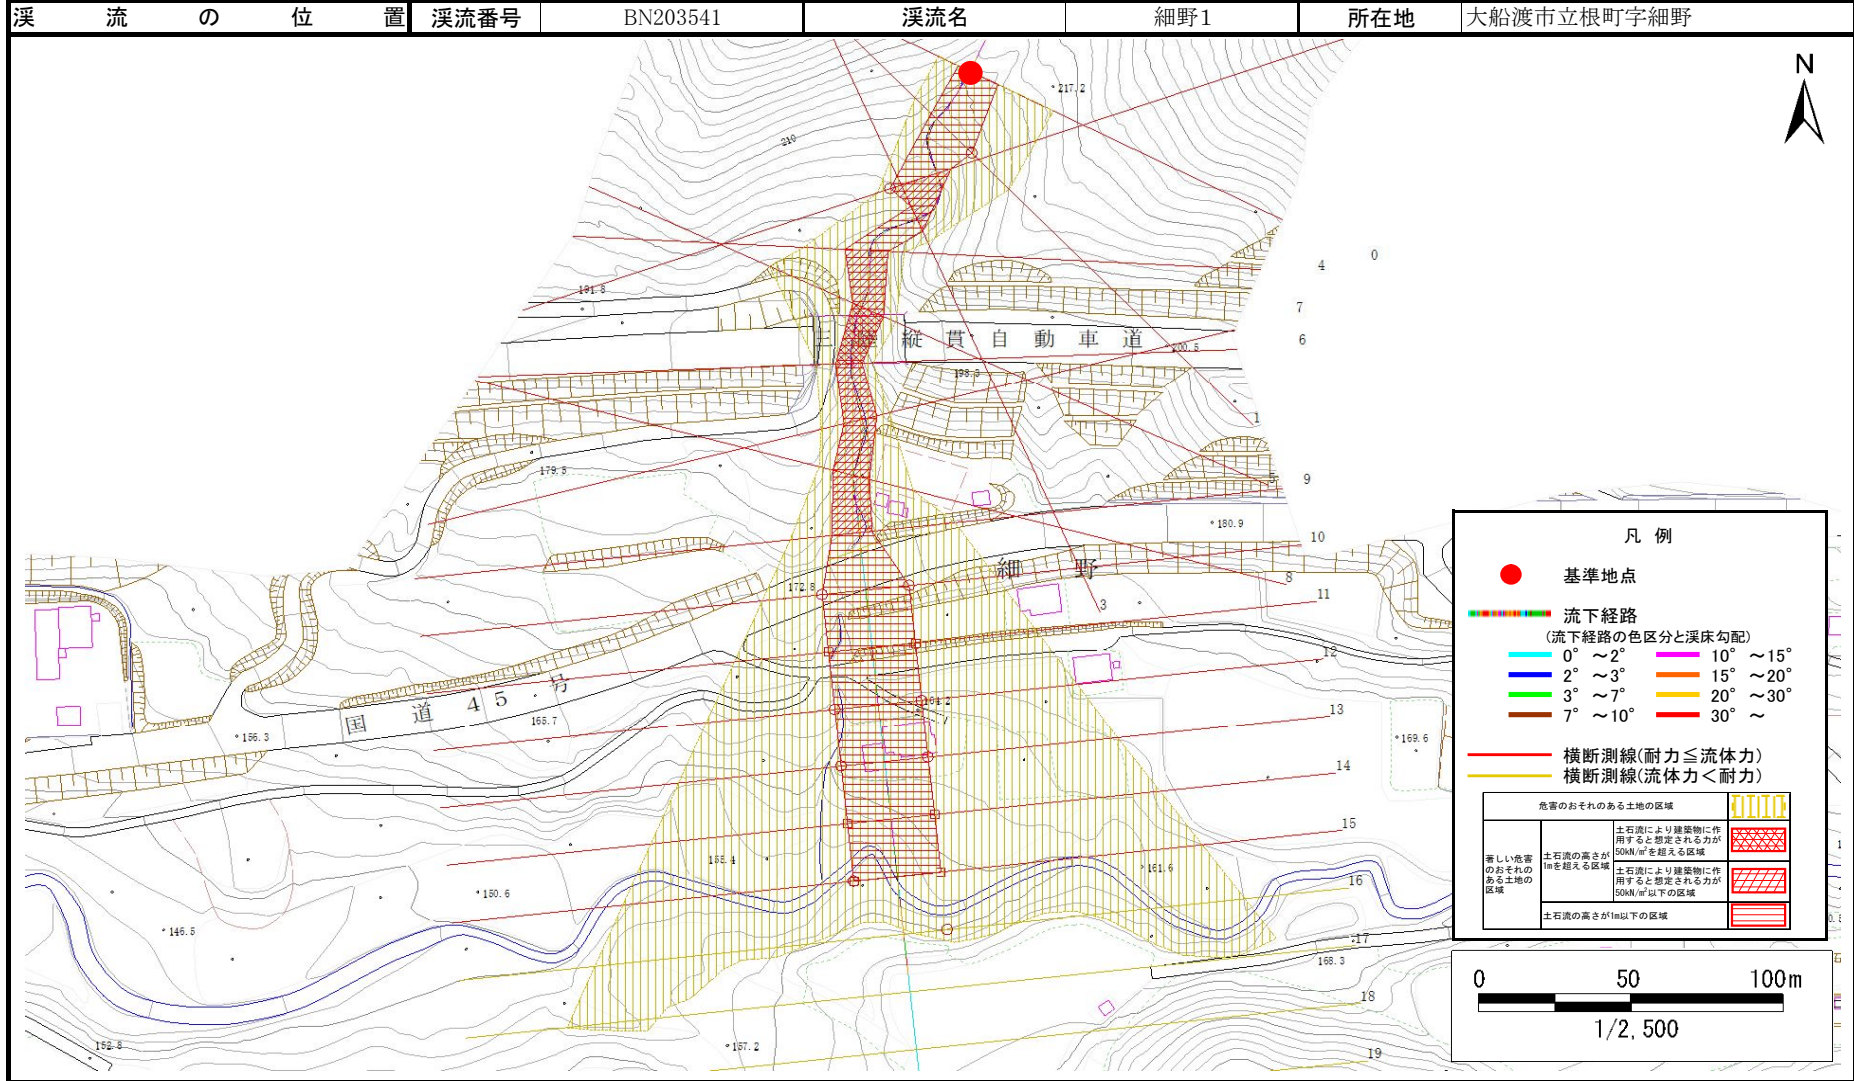 渓流の位置 渓流番号 BN203541 渓流名 細野1 所在地 大船渡市立根町字細野
N
217.2
210
0
4
191.8
7
三陸縦貫自動車道
6
200.5
198.3
1
179.5
5
9
180.9
10
細野
172.8
8
3
11
12
国道45号
164.2
165.7
13
156.3
169.6
14
15
155.4
161.6
16
150.6
146.5
17
168.3
18
157.2
152.8
19
凡例
基準地点
流下経路
(流下経路の色区分と渓床勾配)
0° ~2° 10° ~15°
2° ~3° 15° ~20°
3° ~7° 20° ~30°
7° ~10° 30° ~
横断測線(耐力≦流体力)
横断測線(流体力<耐力)
危害のおそれのある土地の区域
著しい危害
のおそれの
ある土地の
区域
土石流の高さが
1mを超える区域
土石流により建築物に作
用すると想定される力が
50kN/㎡を超える区域
土石流により建築物に作
用すると想定される力が
50kN/㎡以下の区域
土石流の高さが1m以下の区域
0 50 100m
1/2,500